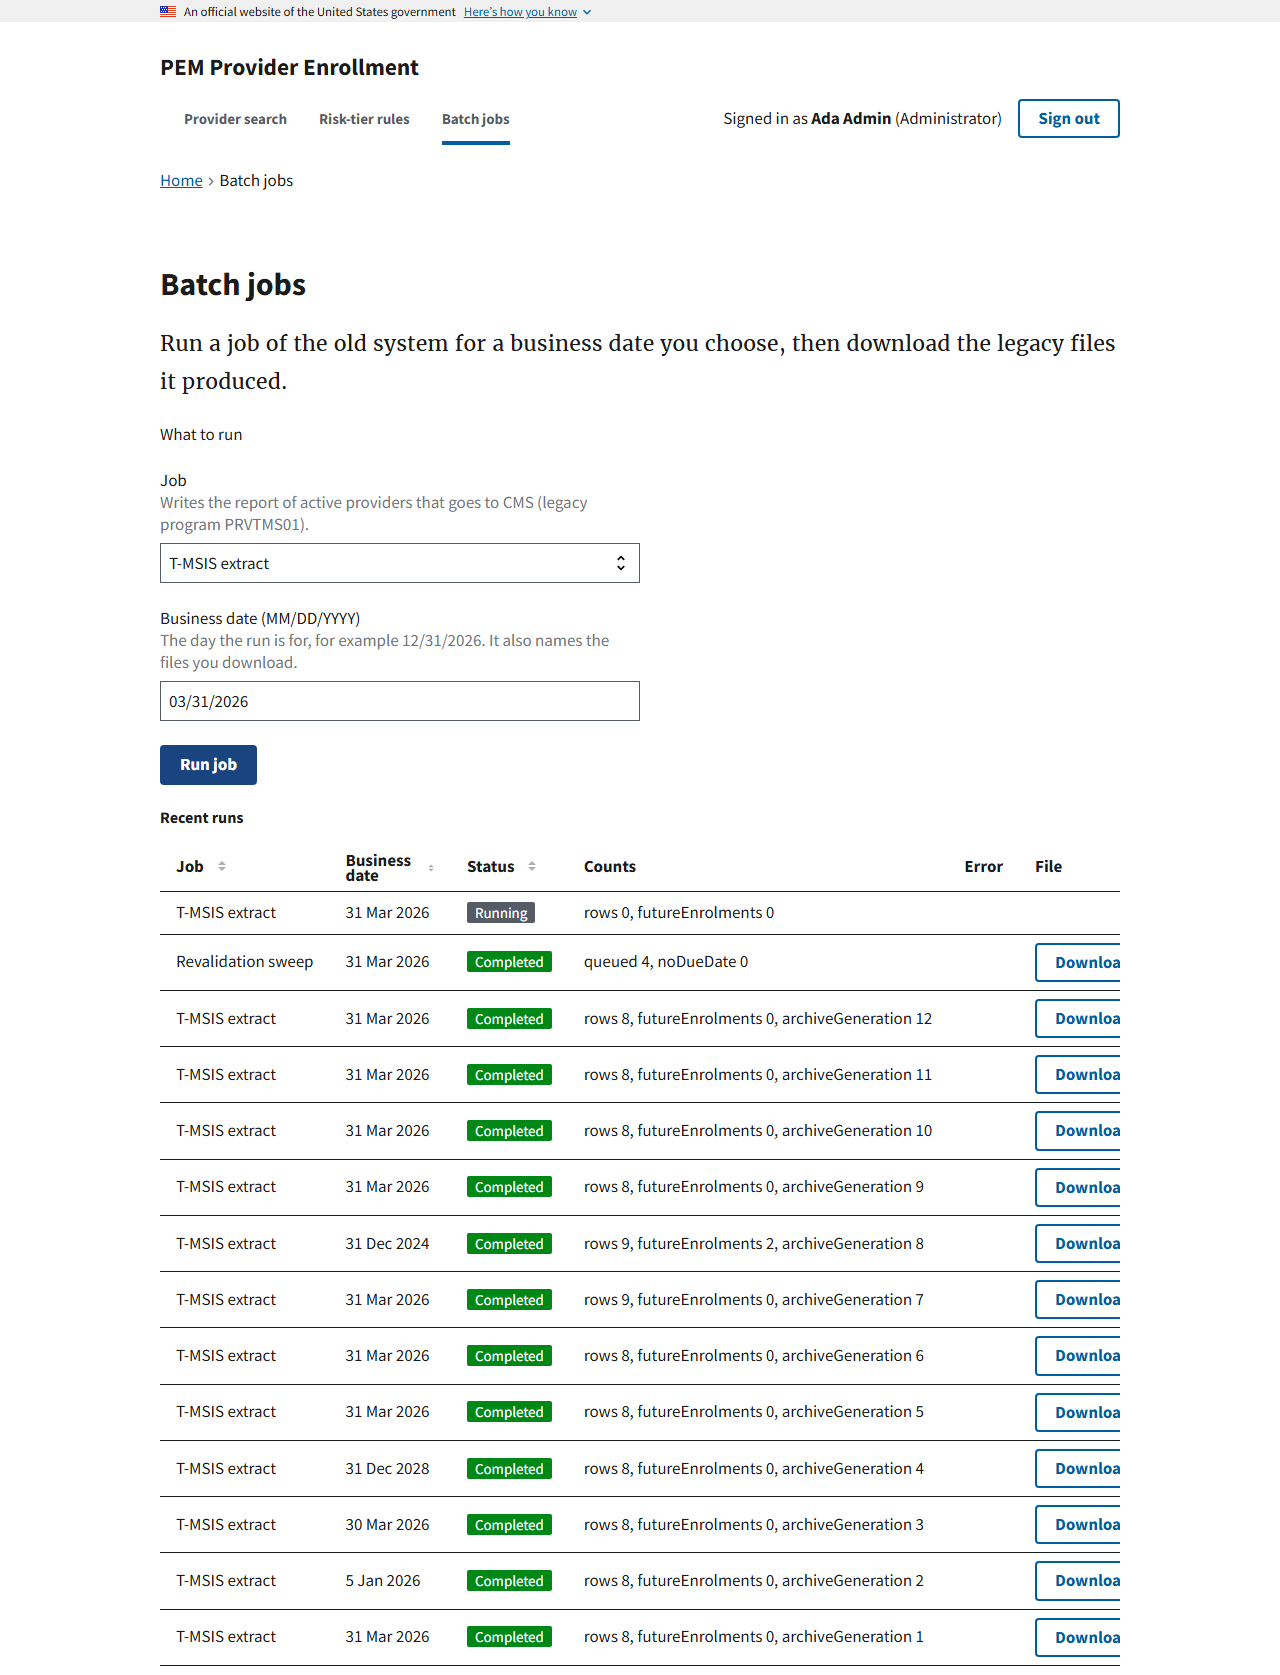 An official website of the United States government Here's how you know
PEM Provider Enrollment
Provider search Risk-tier rules Batch jobs Signed in as Ada Admin (Administrator) Sign out
Home › Batch jobs
Batch jobs
Run a job of the old system for a business date you choose, then download the legacy files
it produced.
What to run
Job
Writes the report of active providers that goes to CMS (legacy
program PRVTMS01).
T-MSIS extract
Business date (MM/DD/YYYY)
The day the run is for, for example 12/31/2026. It also names the
files you download.
03/31/2026
Run job
Recent runs
Job Business date Status Counts Error File
T-MSIS extract 31 Mar 2026 Running rows 0, futureEnrolments 0
Revalidation sweep 31 Mar 2026 Completed queued 4, noDueDate 0 Downloa
T-MSIS extract 31 Mar 2026 Completed rows 8, futureEnrolments 0, archiveGeneration 12 Downloa
T-MSIS extract 31 Mar 2026 Completed rows 8, futureEnrolments 0, archiveGeneration 11 Downloa
T-MSIS extract 31 Mar 2026 Completed rows 8, futureEnrolments 0, archiveGeneration 10 Downloa
T-MSIS extract 31 Mar 2026 Completed rows 8, futureEnrolments 0, archiveGeneration 9 Downloa
T-MSIS extract 31 Dec 2024 Completed rows 9, futureEnrolments 2, archiveGeneration 8 Downloa
T-MSIS extract 31 Mar 2026 Completed rows 9, futureEnrolments 0, archiveGeneration 7 Downloa
T-MSIS extract 31 Mar 2026 Completed rows 8, futureEnrolments 0, archiveGeneration 6 Downloa
T-MSIS extract 31 Mar 2026 Completed rows 8, futureEnrolments 0, archiveGeneration 5 Downloa
T-MSIS extract 31 Dec 2028 Completed rows 8, futureEnrolments 0, archiveGeneration 4 Downloa
T-MSIS extract 30 Mar 2026 Completed rows 8, futureEnrolments 0, archiveGeneration 3 Downloa
T-MSIS extract 5 Jan 2026 Completed rows 8, futureEnrolments 0, archiveGeneration 2 Downloa
T-MSIS extract 31 Mar 2026 Completed rows 8, futureEnrolments 0, archiveGeneration 1 Downloa